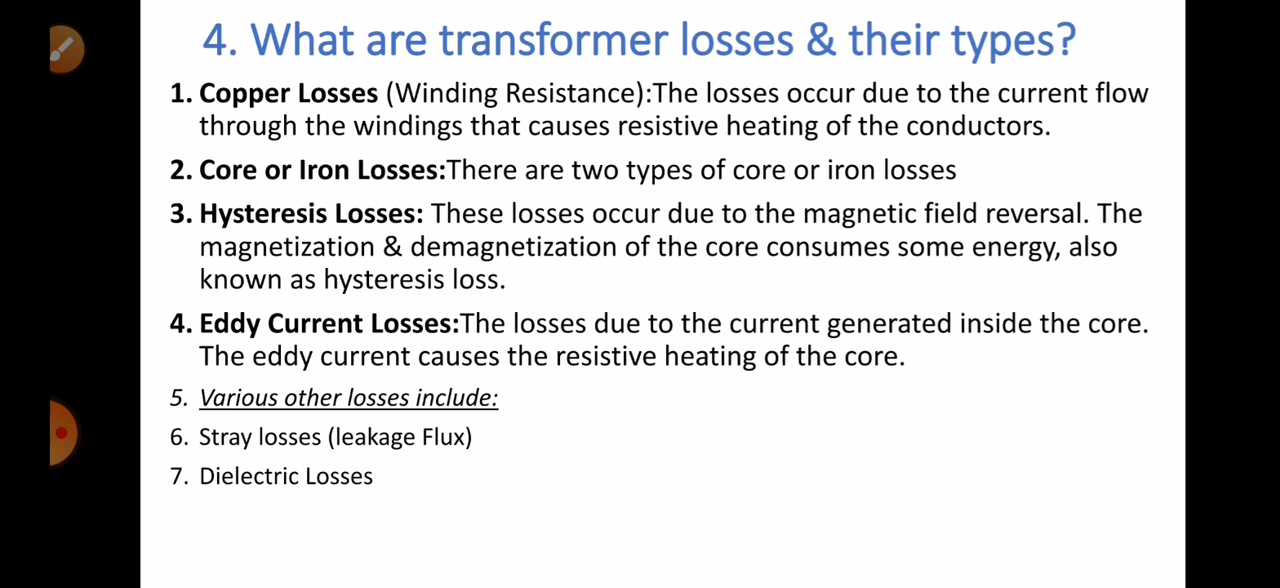 4. What are transformer losses & their types?
1. Copper Losses (Winding Resistance):The losses occur due to the current flow
through the windings that causes resistive heating of the conductors.
2. Core or Iron Losses:There are two types of core or iron losses
3. Hysteresis Losses: These losses occur due to the magnetic field reversal. The
magnetization & demagnetization of the core consumes some energy, also
known as hysteresis loss.
4. Eddy Current Losses:The losses due to the current generated inside the core.
The eddy current causes the resistive heating of the core.
5. Various other losses include:
6. Stray losses (leakage Flux)
7. Dielectric Losses